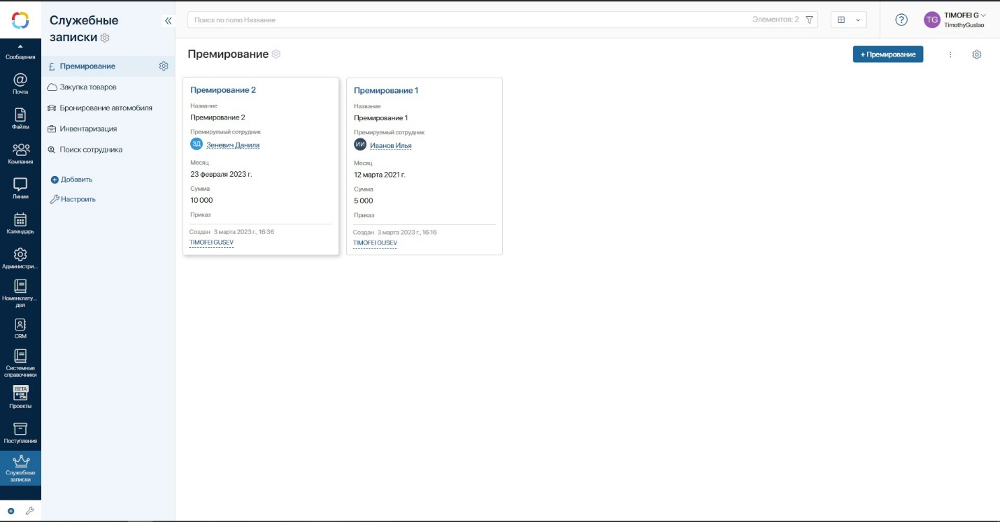 Сообщения
Почта
Файлы
Компания
Линии
Календарь
Администри...
Номенклату...
дел
CRM
Системные
справочники
BETA
Проекты
Поступления
Служебные
записки
Служебные
записки
Премирование
Закупка товаров
Бронирование автомобиля
Инвентаризация
Поиск сотрудника
Добавить
Настроить
Поиск по полю Название
Элементов: 2
TG
TIMOFEI G
TimothyGuslao
Премирование
+ Премирование
Премирование 2
Название
Премирование 2
Премируемый сотрудник
ЗД Зеневич Данила
Месяц
23 февраля 2023 г.
Сумма
10 000
Приказ
Создан 3 марта 2023 г., 16:36
TIMOFEI GUSEV
Премирование 1
Название
Премирование 1
Премируемый сотрудник
ИИ Иванов Илья
Месяц
12 марта 2021 г.
Сумма
5 000
Приказ
Создан 3 марта 2023 г., 16:16
TIMOFEI GUSEV